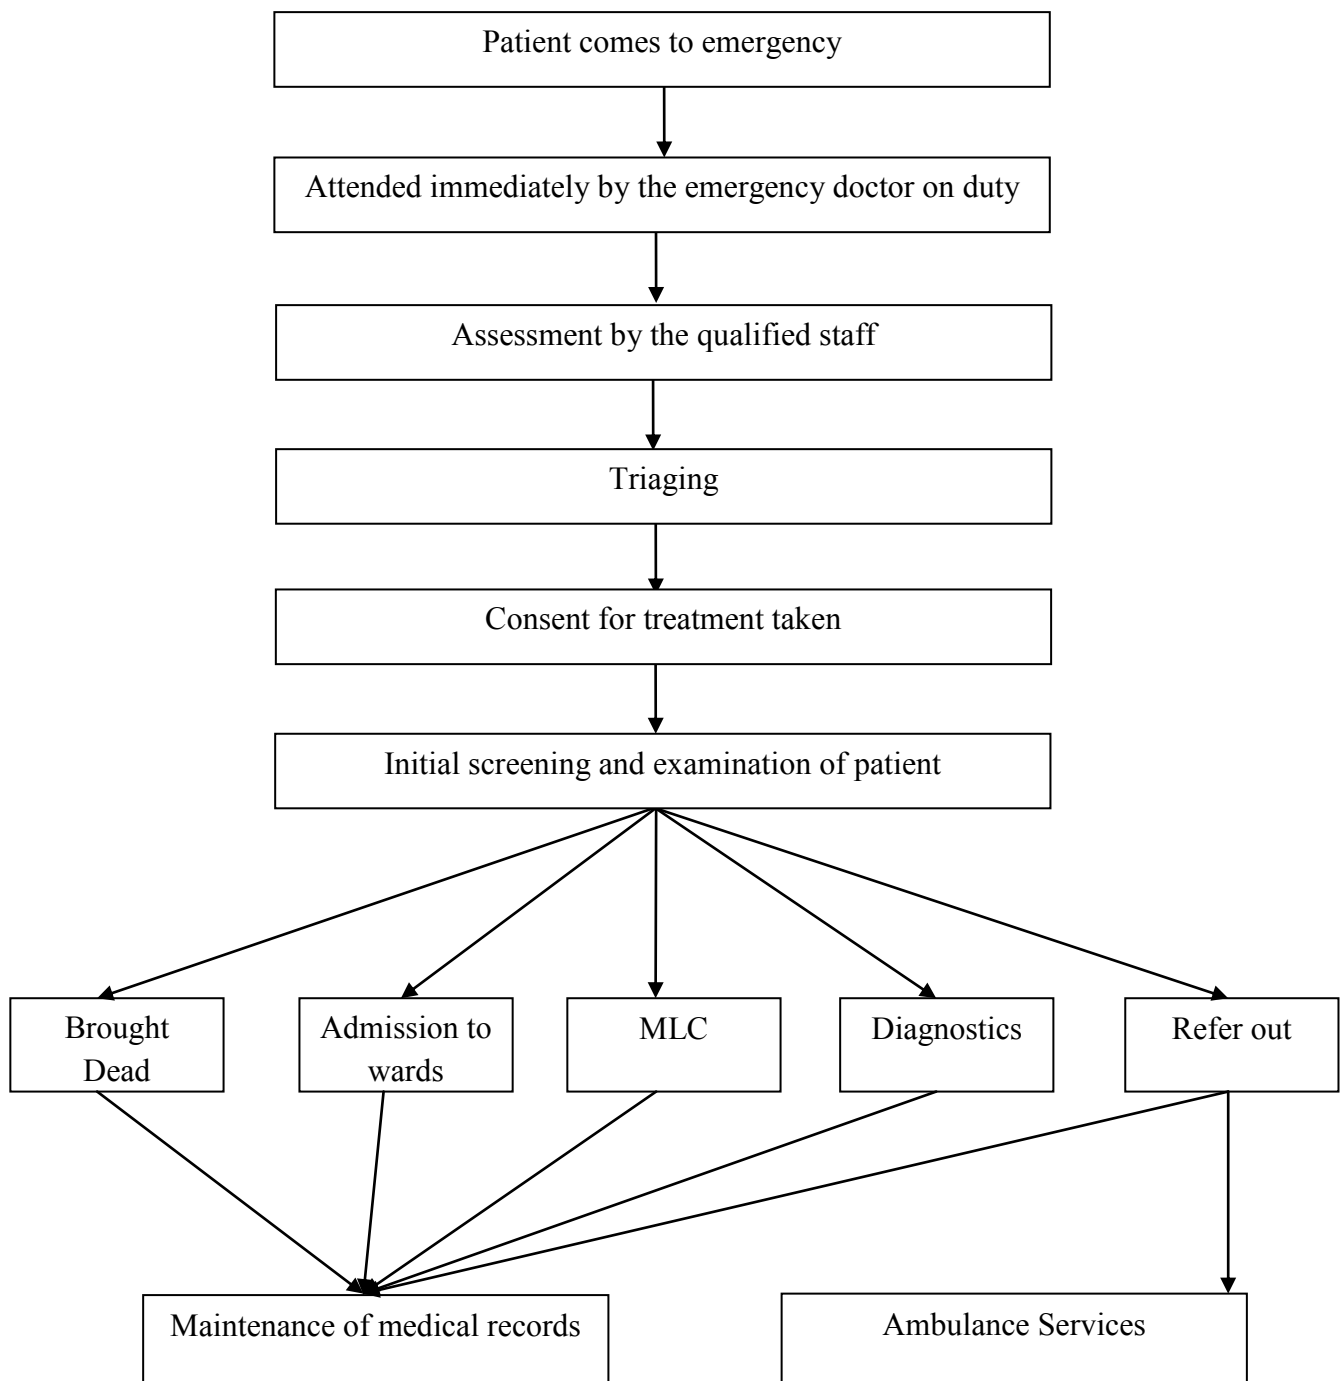 Patient comes to emergency
Attended immediately by the emergency doctor on duty
Assessment by the qualified staff
Triaging
Consent for treatment taken
Initial screening and examination of patient
Brought
Dead
Admission to
wards
MLC
Diagnostics
Refer out
Maintenance of medical records
Ambulance Services